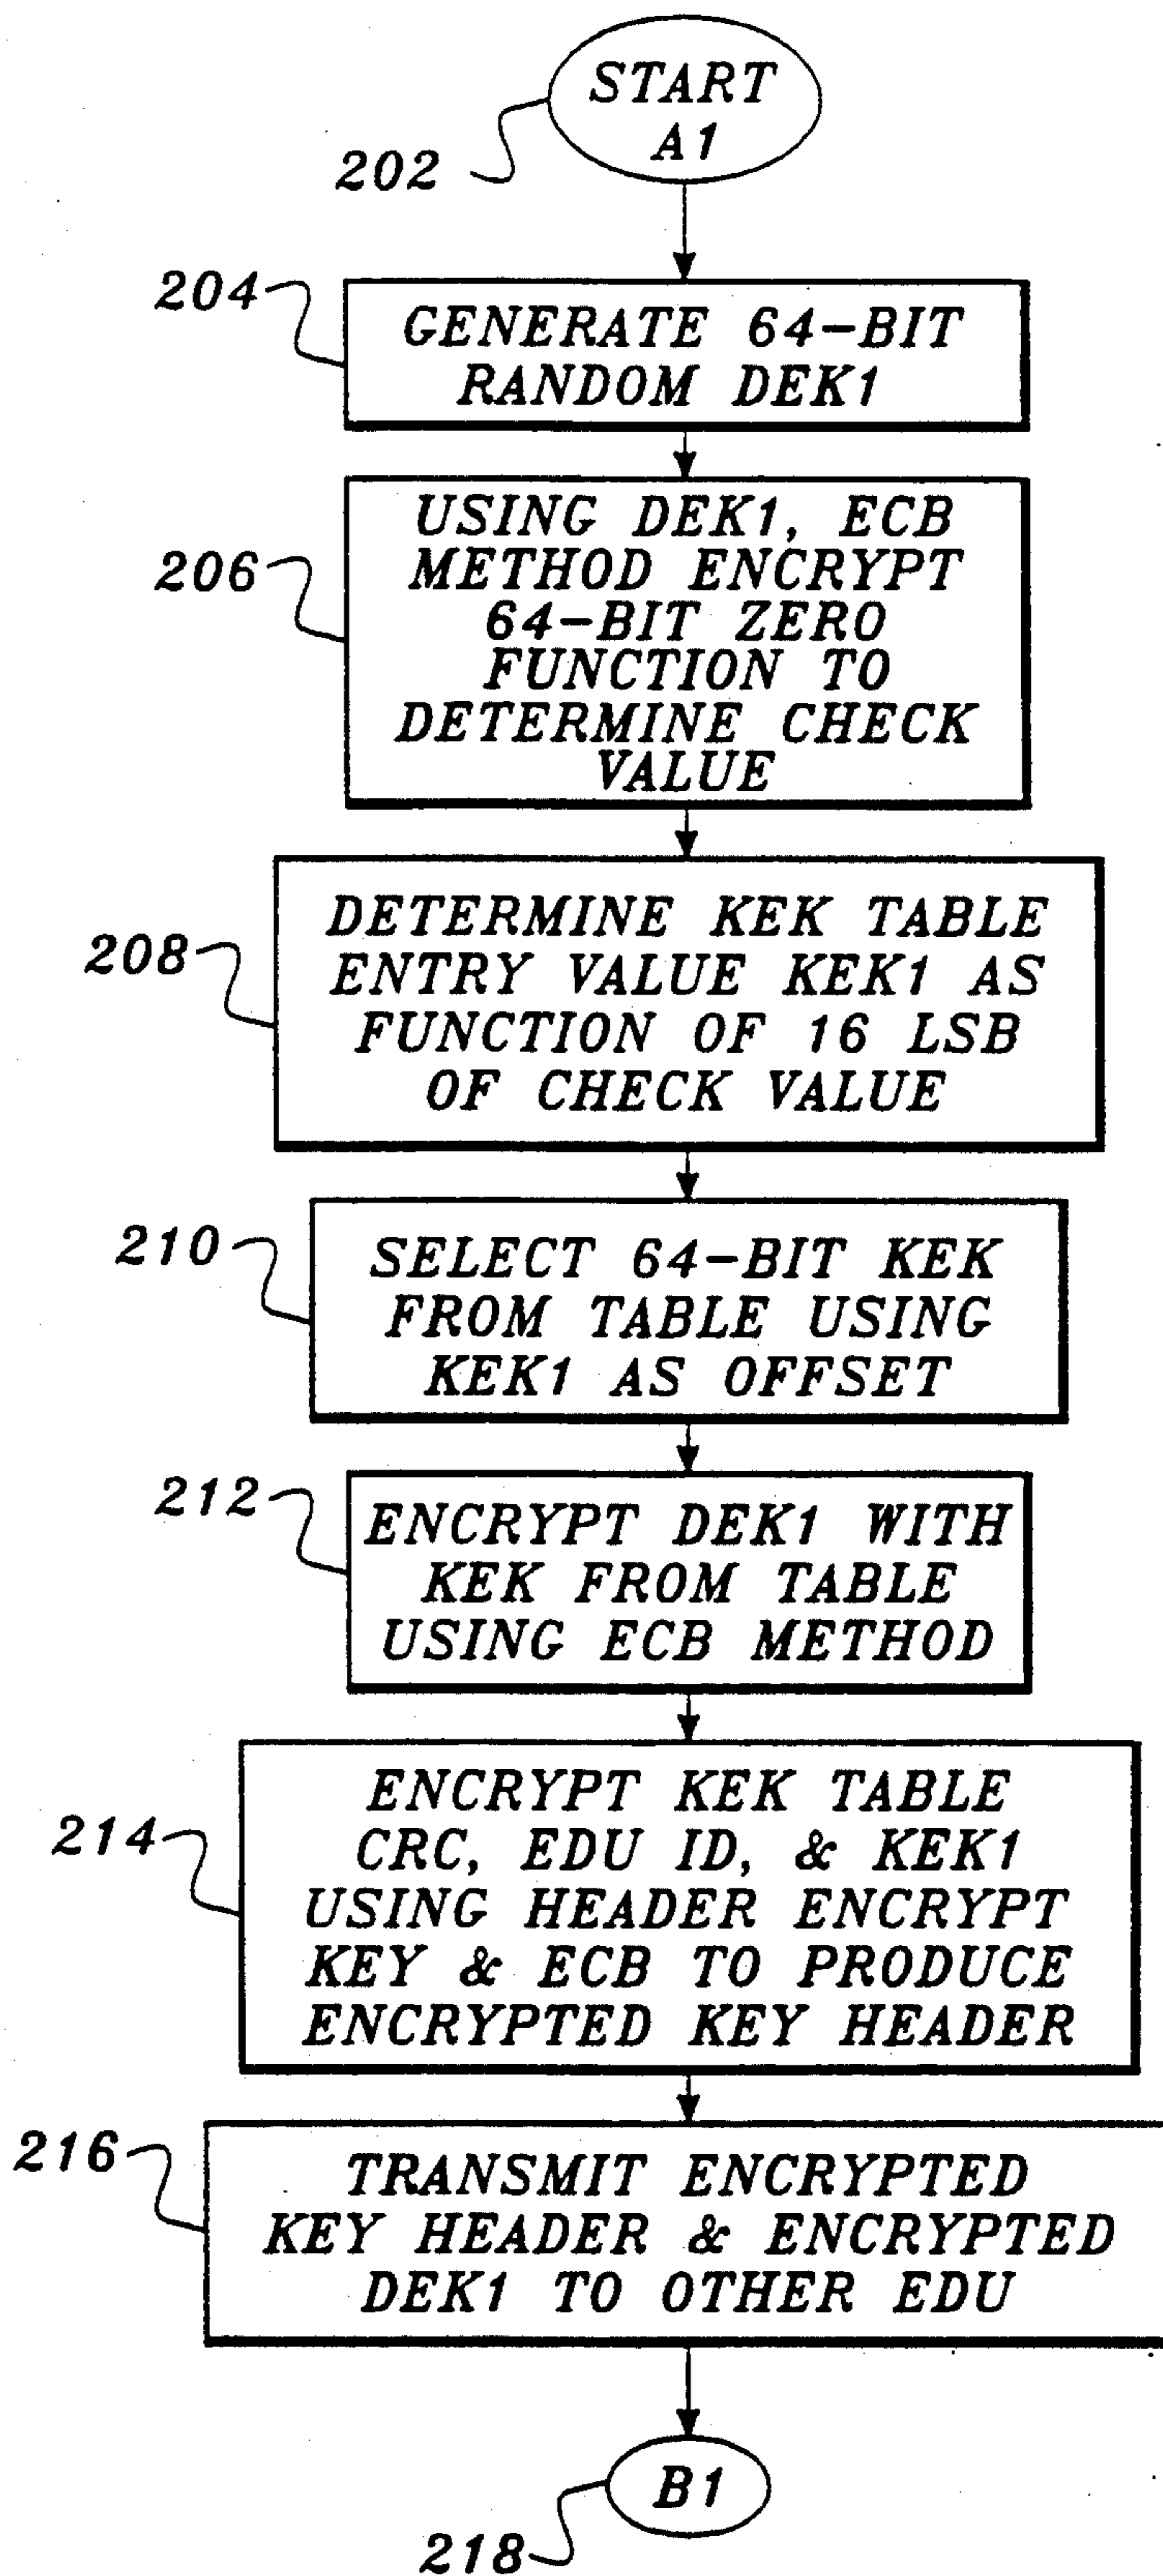 START
A1
202
204
GENERATE 64-BIT
RANDOM DEK1
206
USING DEK1, ECB
METHOD ENCRYPT
64-BIT ZERO
FUNCTION TO
DETERMINE CHECK
VALUE
208
DETERMINE KEK TABLE
ENTRY VALUE KEK1 AS
FUNCTION OF 16 LSB
OF CHECK VALUE
210
SELECT 64-BIT KEK
FROM TABLE USING
KEK1 AS OFFSET
212
ENCRYPT DEK1 WITH
KEK FROM TABLE
USING ECB METHOD
214
ENCRYPT KEK TABLE
CRC, EDU ID, & KEK1
USING HEADER ENCRYPT
KEY & ECB TO PRODUCE
ENCRYPTED KEY HEADER
216
TRANSMIT ENCRYPTED
KEY HEADER & ENCRYPTED
DEK1 TO OTHER EDU
B1
218